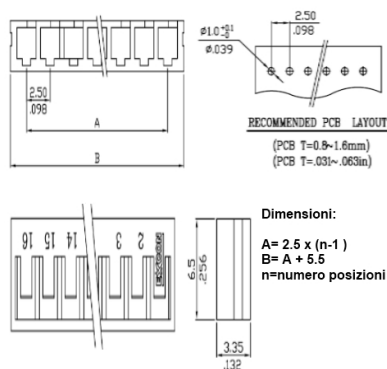 2.50
.098
A
B
Ø1.0 +0.1 -0
Ø.039
2.50
.098
RECOMMENDED PCB LAYOUT
(PCB T=0.8~1.6mm)
(PCB T=.031~.063in)
16 15 14 3 2
6.5
.256
3.35
.132
Dimensioni:
A= 2.5 x (n-1 )
B= A + 5.5
n=numero posizioni